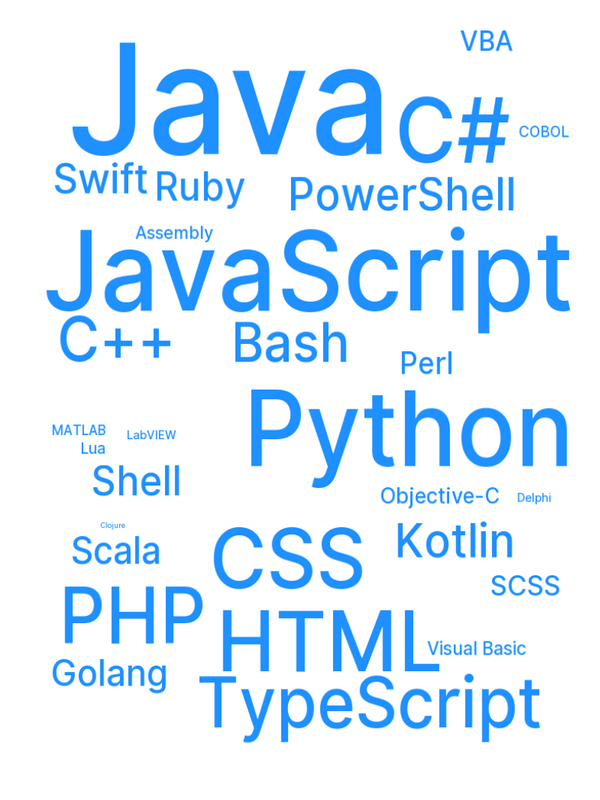 VBA
Java
C#
COBOL
Swift
Ruby
PowerShell
Assembly
JavaScript
C++
Bash
Perl
Python
MATLAB
LabVIEW
Lua
Shell
Objective-C
Delphi
Clojure
CSS
Kotlin
Scala
SCSS
PHP
HTML
Visual Basic
Golang
TypeScript